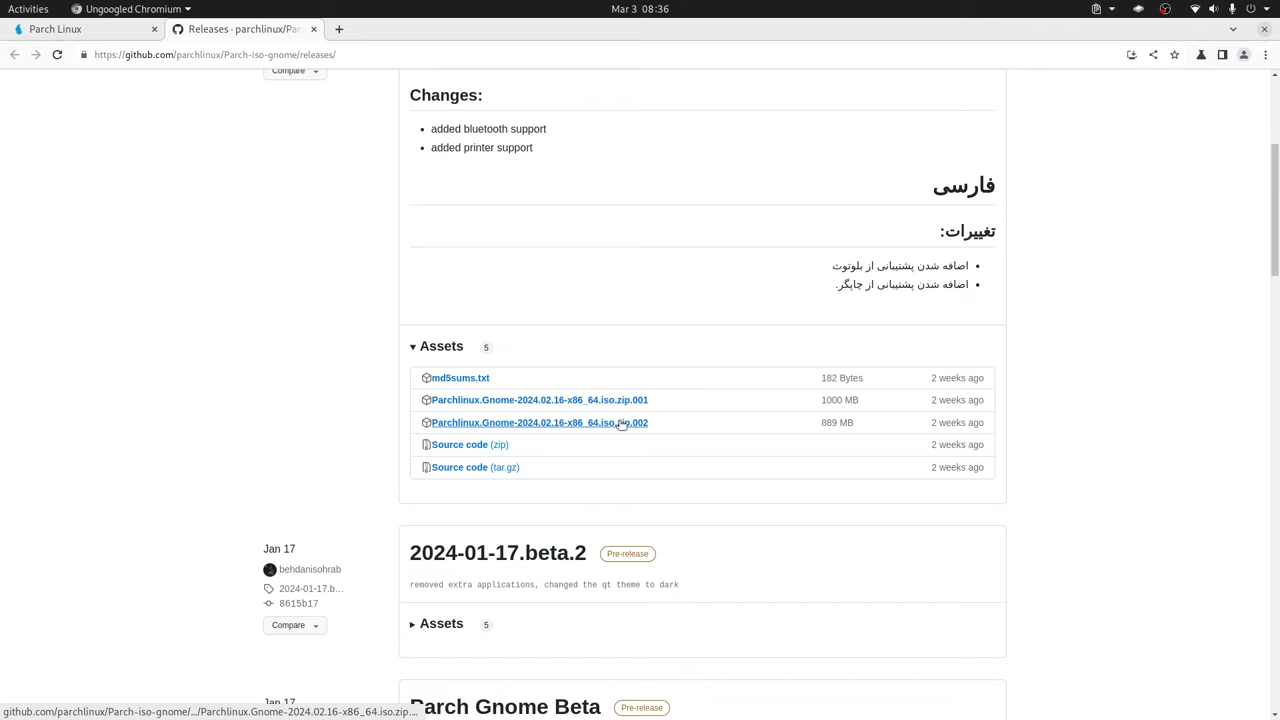 Activities
Ungoogled Chromium
Mar 3 08:36
Parch Linux
Releases · parchlinux/Par
https://github.com/parchlinux/Parch-iso-gnome/releases/
Compare
Changes:
added bluetooth support
added printer support
فارسی
تغییرات:
اضافه شدن پشتیبانی از بلوتوث
اضافه شدن پشتیبانی از چاپگر.
Assets 5
md5sums.txt 182 Bytes 2 weeks ago
Parchlinux.Gnome-2024.02.16-x86_64.iso.zip.001 1000 MB 2 weeks ago
Parchlinux.Gnome-2024.02.16-x86_64.iso.zip.002 889 MB 2 weeks ago
Source code (zip) 2 weeks ago
Source code (tar.gz) 2 weeks ago
Jan 17
behdanisohrab
2024-01-17.b...
8615b17
Compare
2024-01-17.beta.2 Pre-release
removed extra applications, changed the qt theme to dark
Assets 5
Jan 17
Parch Gnome Beta Pre-release
github.com/parchlinux/Parch-iso-gnome/.../Parchlinux.Gnome-2024.02.16-x86_64.iso.zip....